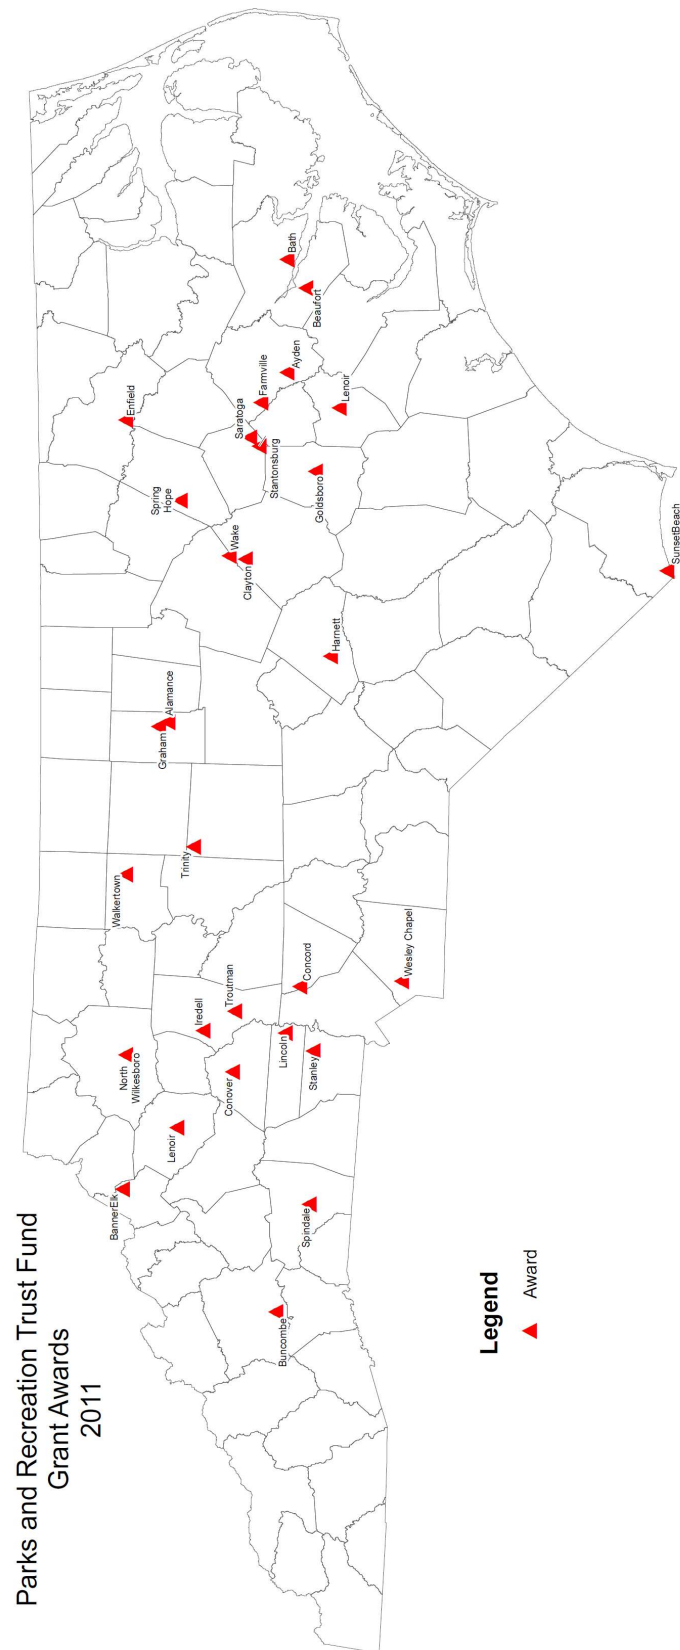 Parks and Recreation Trust Fund
Grant Awards
2011
BannerElk
North
Wilkesboro
Walkertown
Enfield
Lenoir
Iredell
Trinity
Graham
Alamance
Spring
Hope
Conover
Troutman
Wake
Clayton
Saratoga
Stantonsburg
Farmville
Ayden
Bath
Beaufort
Buncombe
Spindale
Lincoln
Stanley
Concord
Goldsboro
Harnett
Lenoir
Wesley Chapel
SunsetBeach
Legend
Award